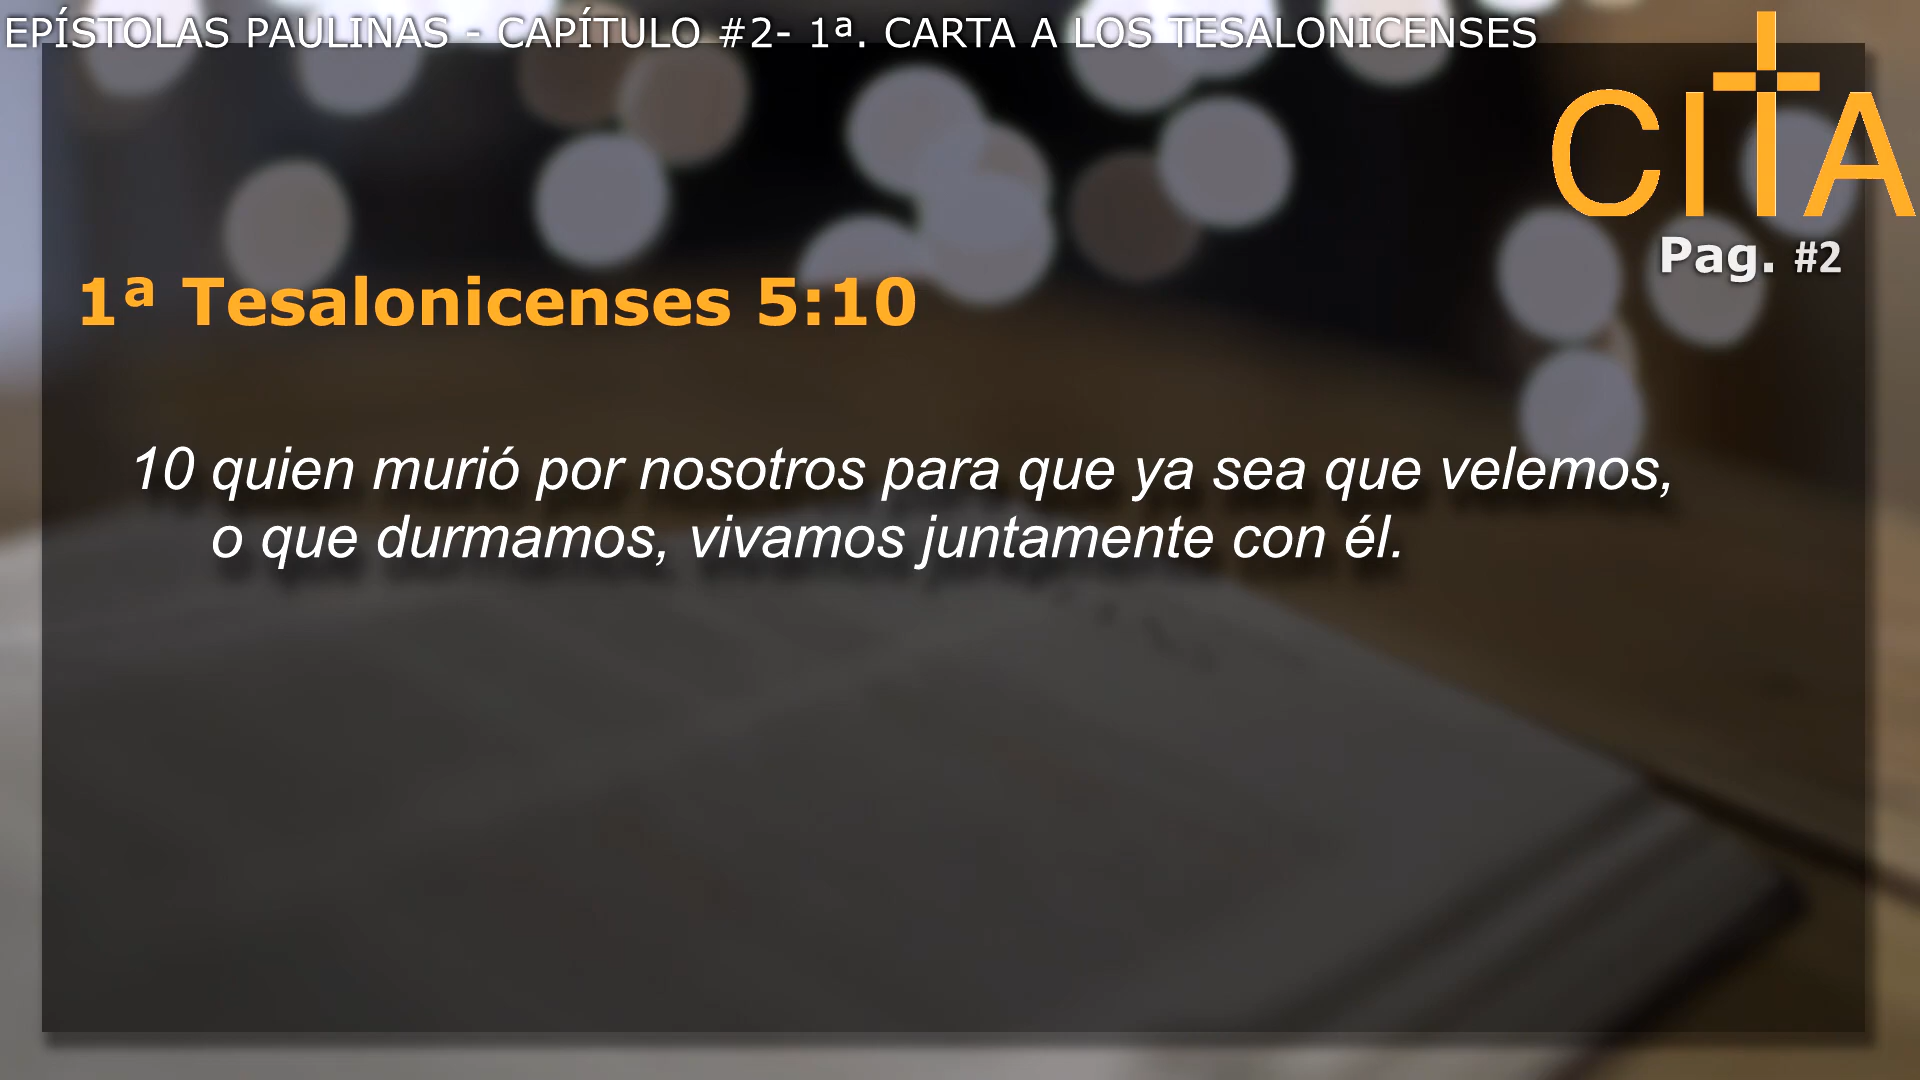 EPÍSTOLAS PAULINAS - CAPÍTULO #2- 1ª. CARTA A LOS TESALONICENSES
CITA
Pag. #2
1ª Tesalonicenses 5:10
10 quien murió por nosotros para que ya sea que velemos,
o que durmamos, vivamos juntamente con él.